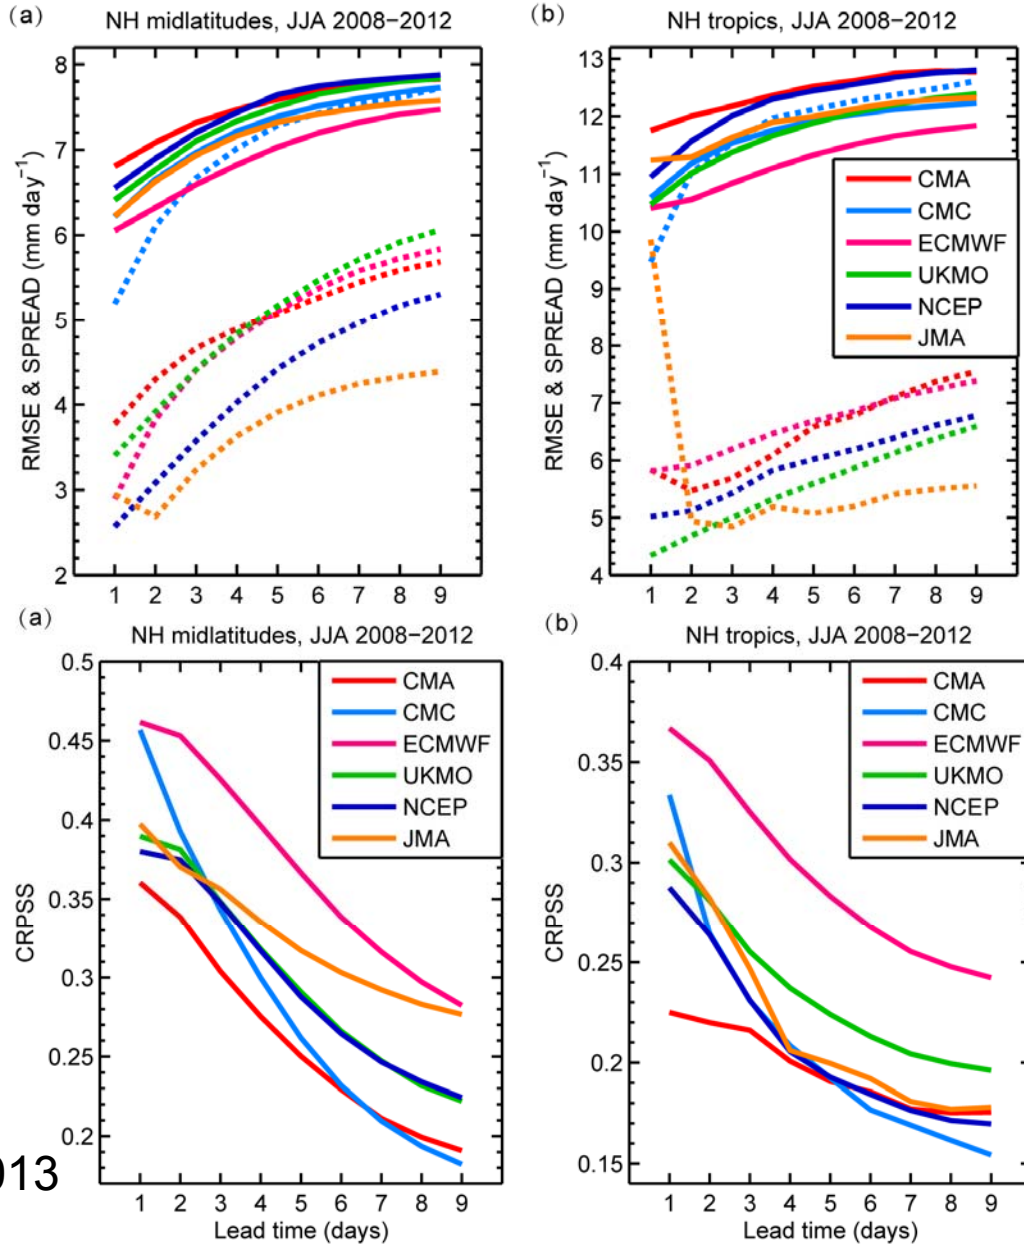 (a) NH midlatitudes, JJA 2008−2012
RMSE & SPREAD (mm day−1)
8
7
6
5
4
3
2
1 2 3 4 5 6 7 8 9
(b) NH tropics, JJA 2008−2012
RMSE & SPREAD (mm day−1)
13
12
11
10
9
8
7
6
5
4
CMA
CMC
ECMWF
UKMO
NCEP
JMA
1 2 3 4 5 6 7 8 9
(a) NH midlatitudes, JJA 2008−2012
CRPSS
0.5
0.45
0.4
0.35
0.3
0.25
0.2
CMA
CMC
ECMWF
UKMO
NCEP
JMA
1 2 3 4 5 6 7 8 9
Lead time (days)
(b) NH tropics, JJA 2008−2012
CRPSS
0.4
0.35
0.3
0.25
0.2
0.15
CMA
CMC
ECMWF
UKMO
NCEP
JMA
1 2 3 4 5 6 7 8 9
Lead time (days)
013